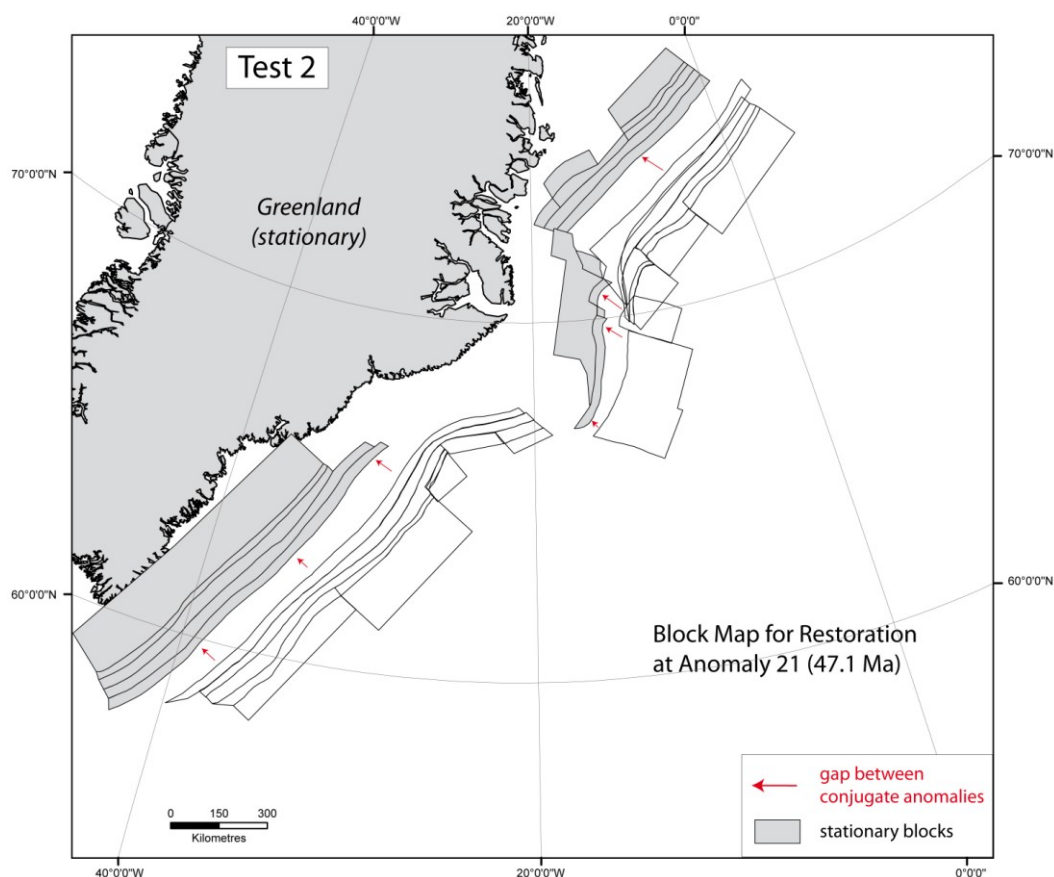 40°0'0"W
20°0'0"W
0°0'0"
Test 2
70°0'0"N
70°0'0"N
Greenland
(stationary)
60°0'0"N
60°0'0"N
Block Map for Restoration
at Anomaly 21 (47.1 Ma)
gap between
conjugate anomalies
stationary blocks
0 150 300
Kilometres
40°0'0"W
20°0'0"W
0°0'0"